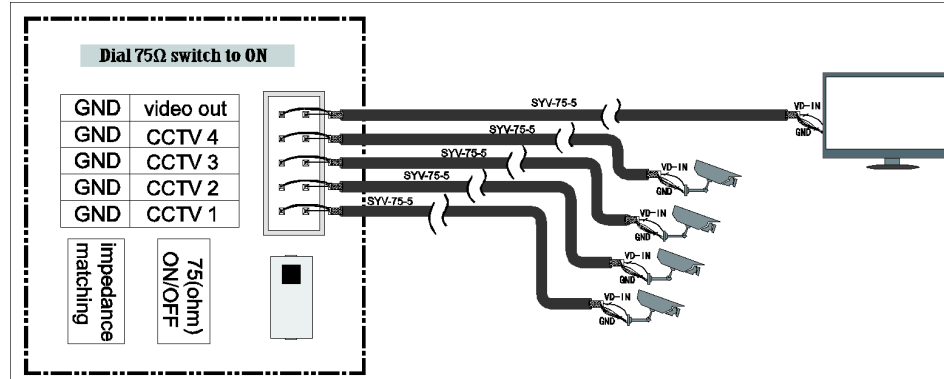 Dial 75Ω switch to ON
GND video out
GND CCTV 4
GND CCTV 3
GND CCTV 2
GND CCTV 1
impedance
matching
75(ohm)
ON/OFF
SYV-75-5
SYV-75-5
SYV-75-5
SYV-75-5
SYV-75-5
VD-IN
GND
VD-IN
GND
VD-IN
GND
VD-IN
GND
VD-IN
GND